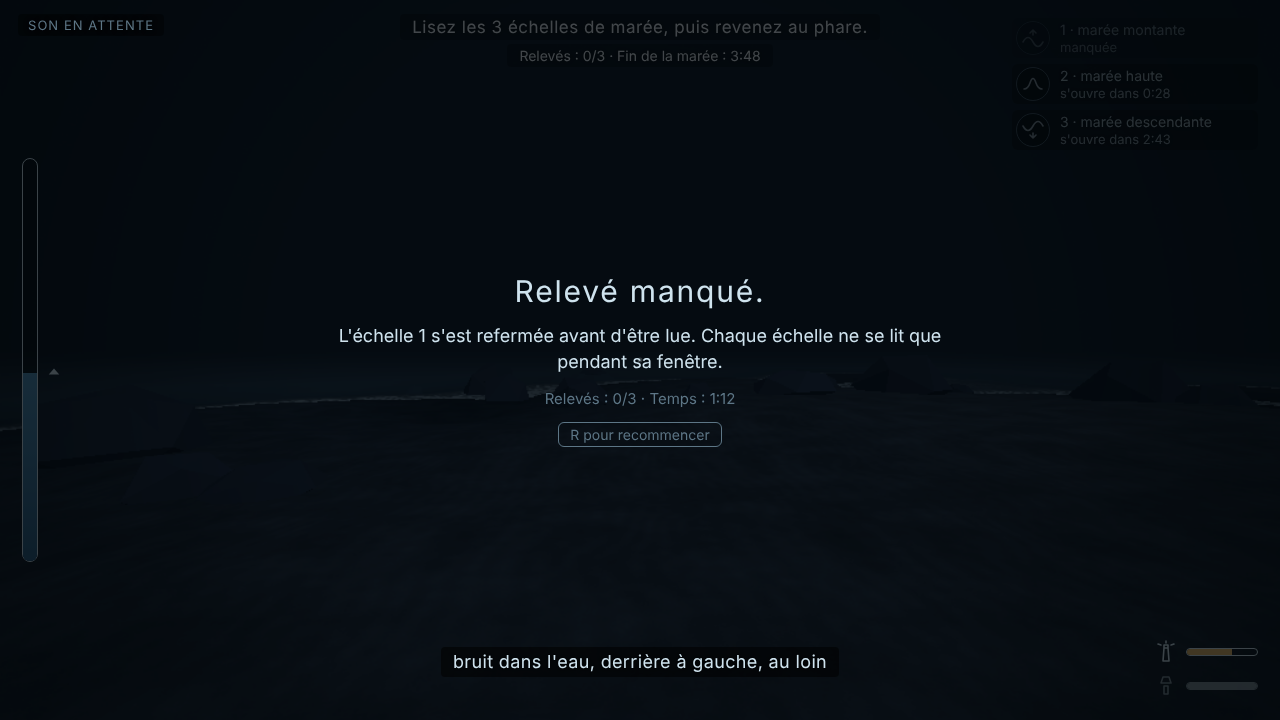 SON EN ATTENTE
Lisez les 3 échelles de marée, puis revenez au phare.
Relevés : 0/3 · Fin de la marée : 3:48
1 · marée montante
manquée
2 · marée haute
s'ouvre dans 0:28
3 · marée descendante
s'ouvre dans 2:43
Relevé manqué.
L'échelle 1 s'est refermée avant d'être lue. Chaque échelle ne se lit que
pendant sa fenêtre.
Relevés : 0/3 · Temps : 1:12
R pour recommencer
bruit dans l'eau, derrière à gauche, au loin